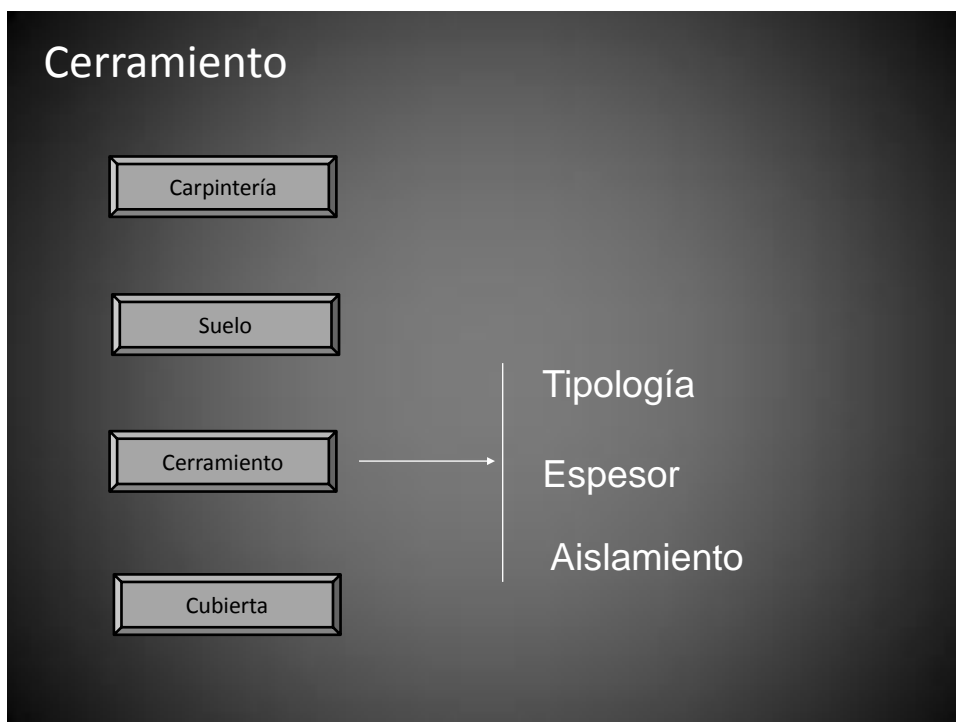 Cerramiento
Carpintería
Suelo
Cerramiento
Cubierta
Tipología
Espesor
Aislamiento